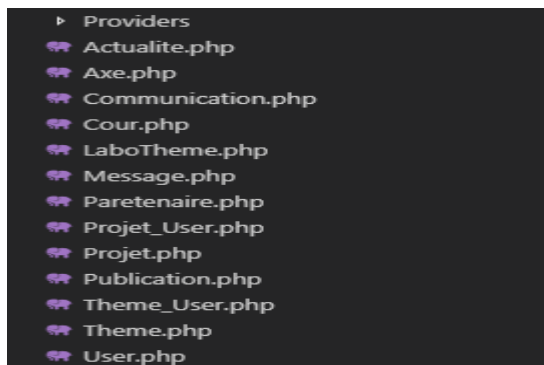 Providers
Actualite.php
Axe.php
Communication.php
Cour.php
LaboTheme.php
Message.php
Paretenaire.php
Projet_User.php
Projet.php
Publication.php
Theme_User.php
Theme.php
User.php